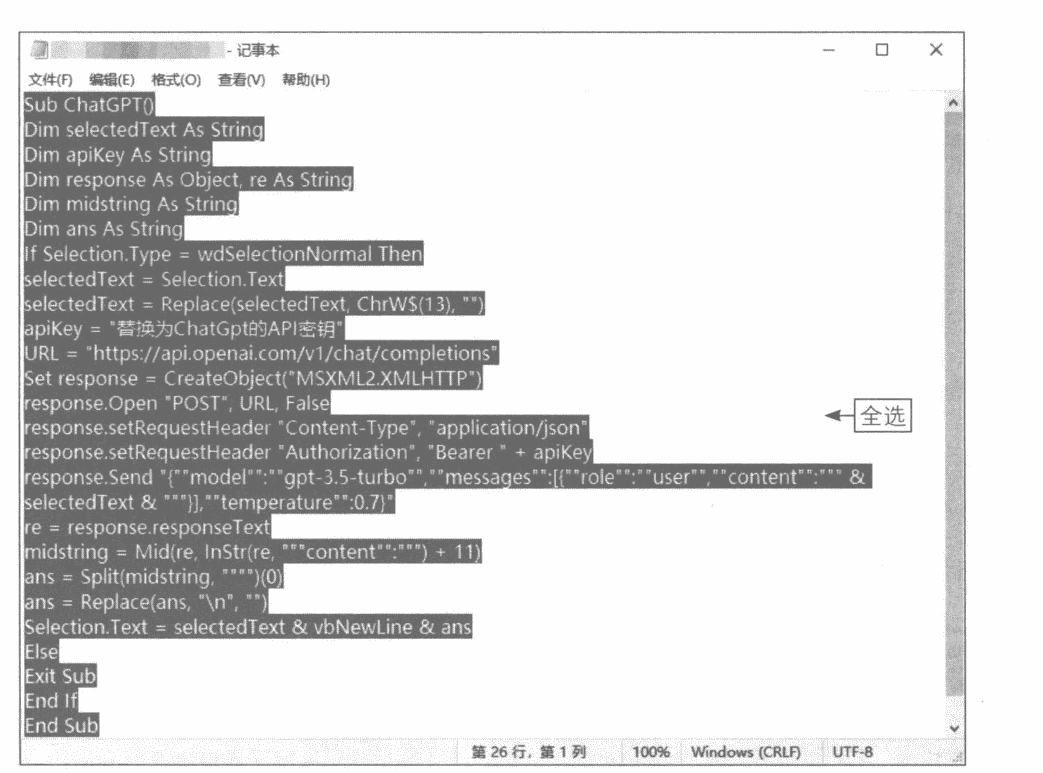 - 记事本
文件(F) 编辑(E) 格式(O) 查看(V) 帮助(H)
Sub ChatGPT()
Dim selectedText As String
Dim apiKey As String
Dim response As Object, re As String
Dim midstring As String
Dim ans As String
If Selection.Type = wdSelectionNormal Then
selectedText = Selection.Text
selectedText = Replace(selectedText, ChrW$(13), "")
apiKey = "替换为ChatGpt的API密钥"
URL = "https://api.openai.com/v1/chat/completions"
Set response = CreateObject("MSXML2.XMLHTTP")
response.Open "POST", URL, False
全选
response.setRequestHeader "Content-Type", "application/json"
response.setRequestHeader "Authorization", "Bearer " + apiKey
response.Send "{""model"":""gpt-3.5-turbo"",""messages"":[{""role"":""user"",""content"":""" &
selectedText & """}],""temperature"":0.7}"
re = response.responseText
midstring = Mid(re, InStr(re, """content"":""") + 11)
ans = Split(midstring, """")(0)
ans = Replace(ans, "\n", "")
Selection.Text = selectedText & vbNewLine & ans
Else
Exit Sub
End If
End Sub
第 26 行，第 1 列 100% Windows (CRLF) UTF-8